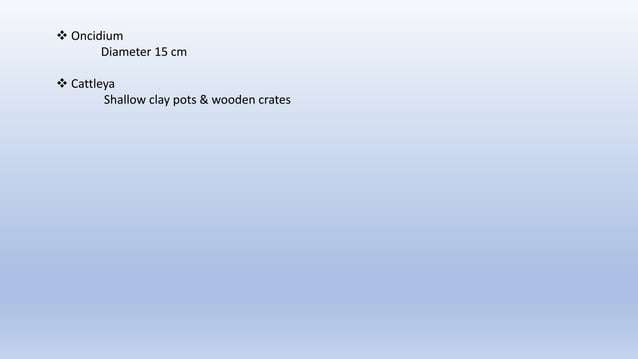 ❖ Oncidium
Diameter 15 cm
❖ Cattleya
Shallow clay pots & wooden crates